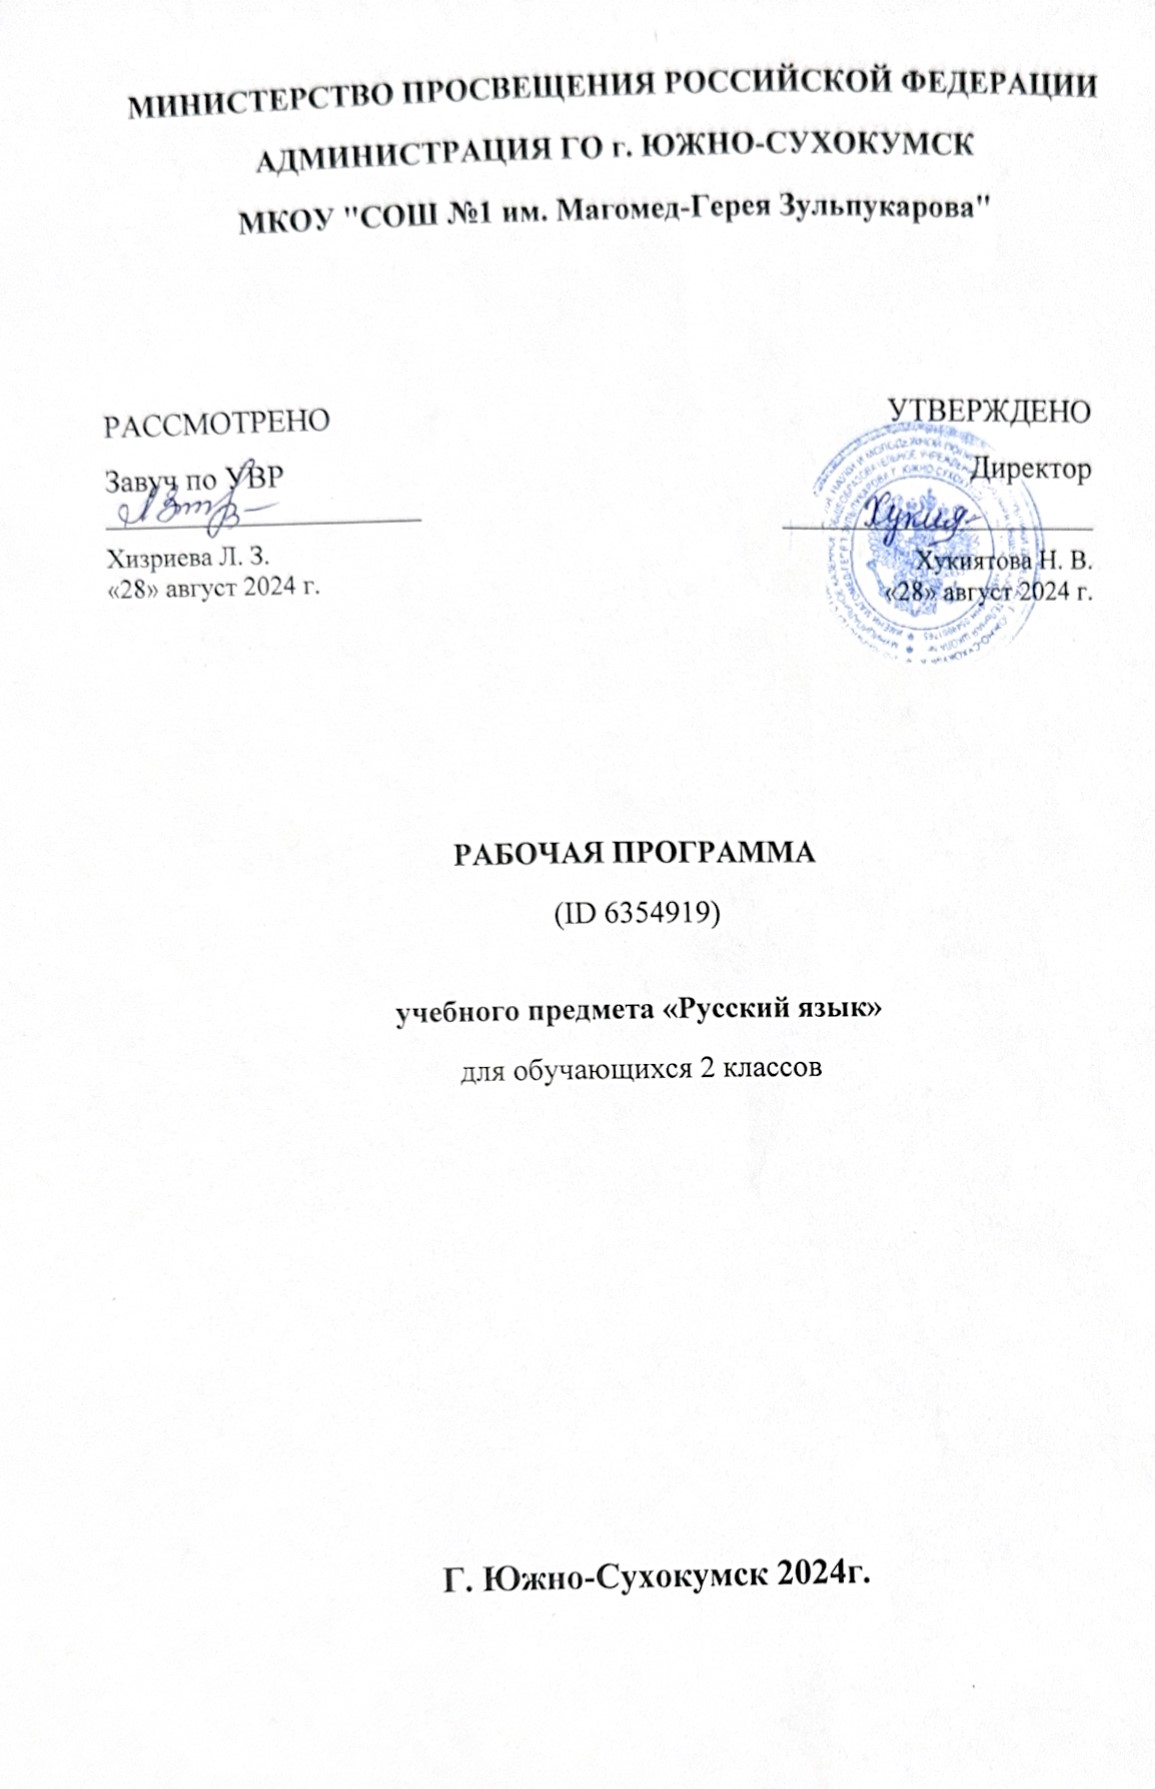 МИНИСТЕРСТВО ПРОСВЕЩЕНИЯ РОССИЙСКОЙ ФЕДЕРАЦИИ
АДМИНИСТРАЦИЯ ГО г. ЮЖНО-СУХОКУМСК
МКОУ "СОШ №1 им. Магомед-Герея Зульпукарова"
РАССМОТРЕНО
Завуч по УВР
Хизриева Л. З.
«28» август 2024 г.
УТВЕРЖДЕНО
Директор
Хукиятова Н. В.
«28» август 2024 г.
РАБОЧАЯ ПРОГРАММА
(ID 6354919)
учебного предмета «Русский язык»
для обучающихся 2 классов
Г. Южно-Сухокумск 2024г.